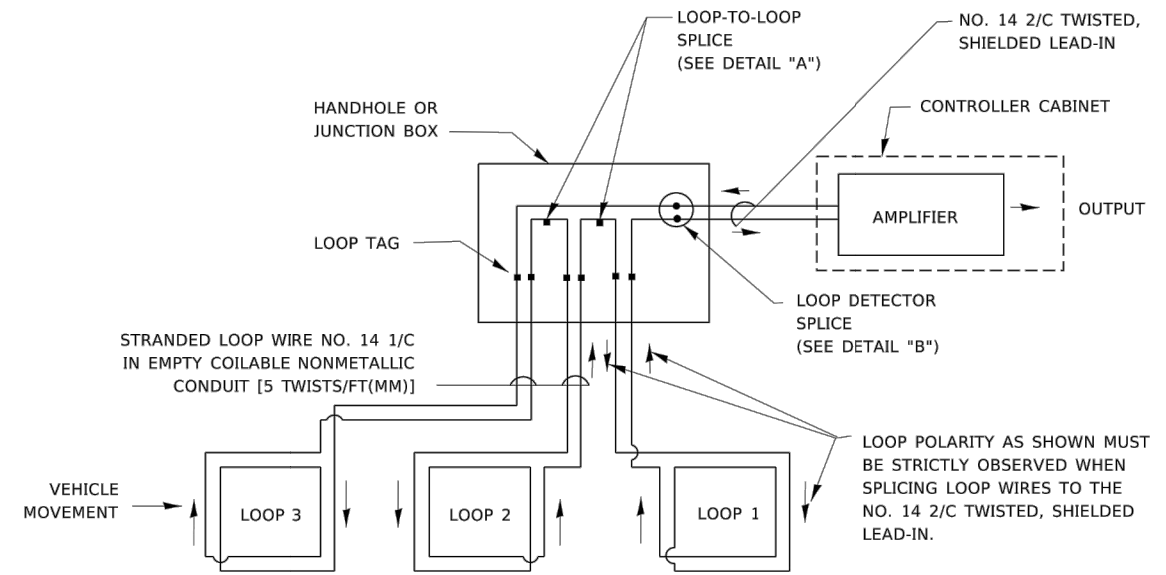 LOOP-TO-LOOP
SPLICE
(SEE DETAIL "A")
NO. 14 2/C TWISTED,
SHIELDED LEAD-IN
HANDHOLE OR
JUNCTION BOX
CONTROLLER CABINET
AMPLIFIER
OUTPUT
LOOP TAG
LOOP DETECTOR
SPLICE
(SEE DETAIL "B")
STRANDED LOOP WIRE NO. 14 1/C
IN EMPTY COILABLE NONMETALLIC
CONDUIT [5 TWISTS/FT(MM)]
LOOP POLARITY AS SHOWN MUST
BE STRICTLY OBSERVED WHEN
SPLICING LOOP WIRES TO THE
NO. 14 2/C TWISTED, SHIELDED
LEAD-IN.
VEHICLE
MOVEMENT
LOOP 3
LOOP 2
LOOP 1